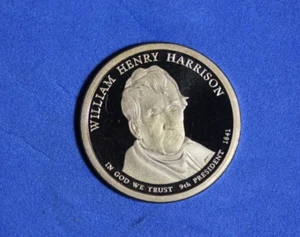 WILLIAM HENRY HARRISON
IN GOD WE TRUST 9th PRESIDENT 1841